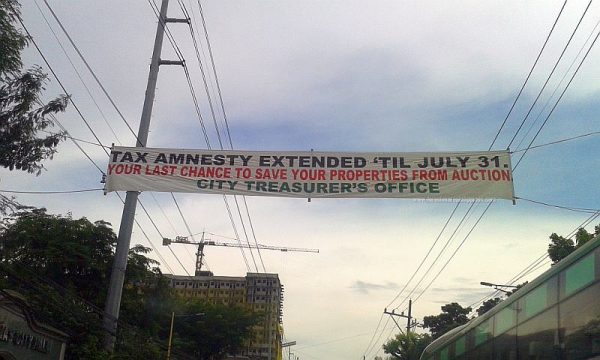 TAX AMNESTY EXTENDED 'TIL JULY 31.
YOUR LAST CHANCE TO SAVE YOUR PROPERTIES FROM AUCTION
CITY TREASURER'S OFFICE